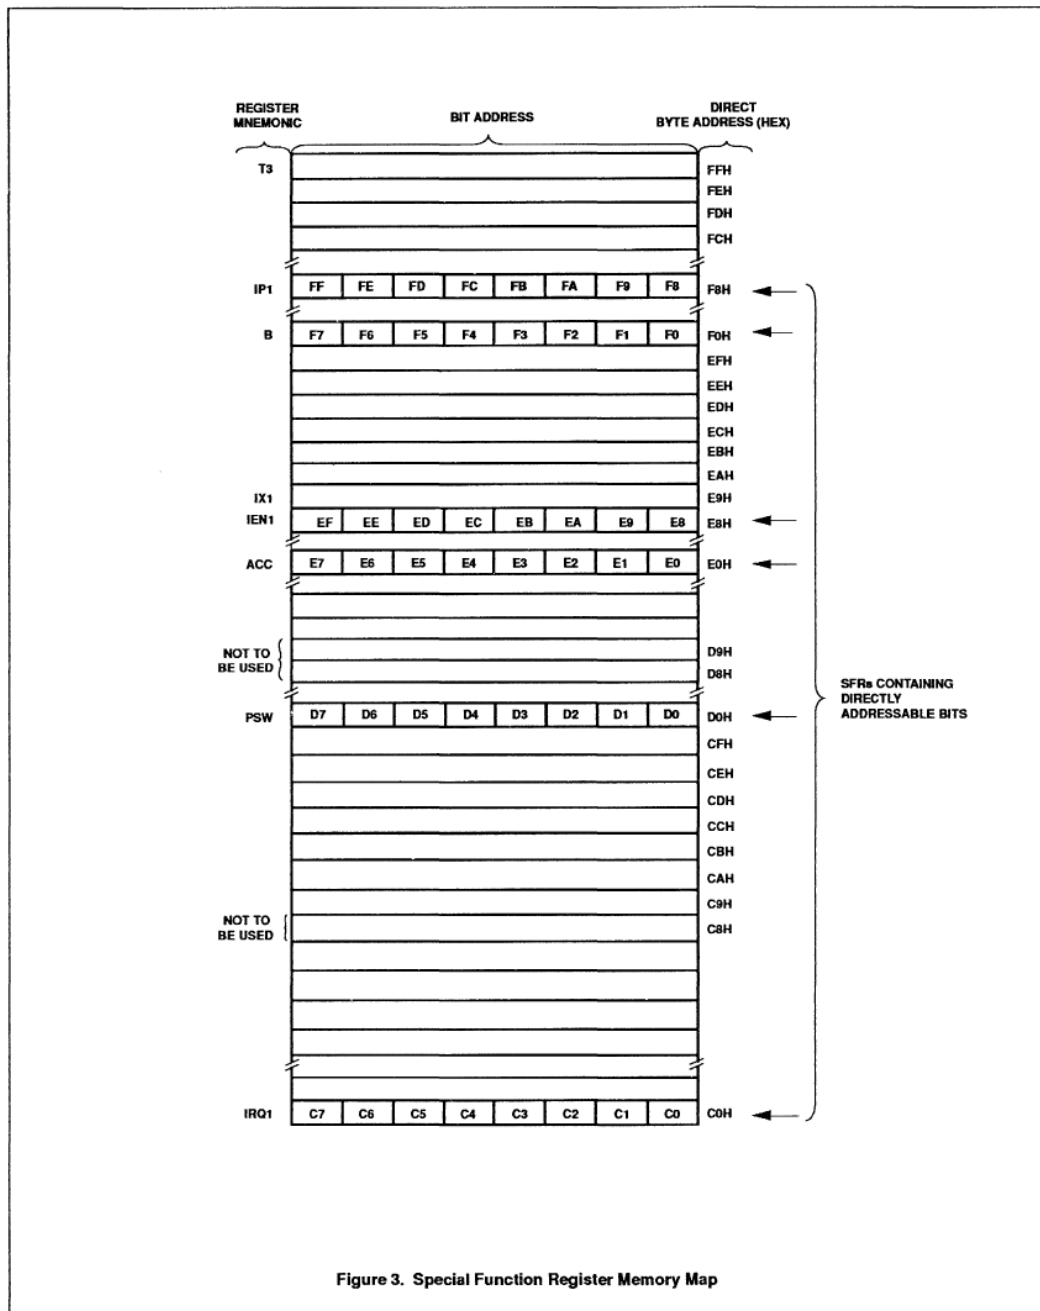 REGISTER MNEMONIC BIT ADDRESS DIRECT BYTE ADDRESS (HEX)
T3 FFH
FEH
FDH
FCH
IP1 FF FE FD FC FB FA F9 F8 F8H
B F7 F6 F5 F4 F3 F2 F1 F0 F0H
EFH
EEH
EDH
ECH
EBH
EAH
IX1 E9H
IEN1 EF EE ED EC EB EA E9 E8 E8H
ACC E7 E6 E5 E4 E3 E2 E1 E0 E0H
NOT TO D9H
BE USED D8H
SFRs CONTAINING
DIRECTLY
ADDRESSABLE BITS
PSW D7 D6 D5 D4 D3 D2 D1 D0 D0H
CFH
CEH
CDH
CCH
CBH
CAH
C9H
NOT TO
BE USED C8H
IRQ1 C7 C6 C5 C4 C3 C2 C1 C0 C0H
Figure 3. Special Function Register Memory Map